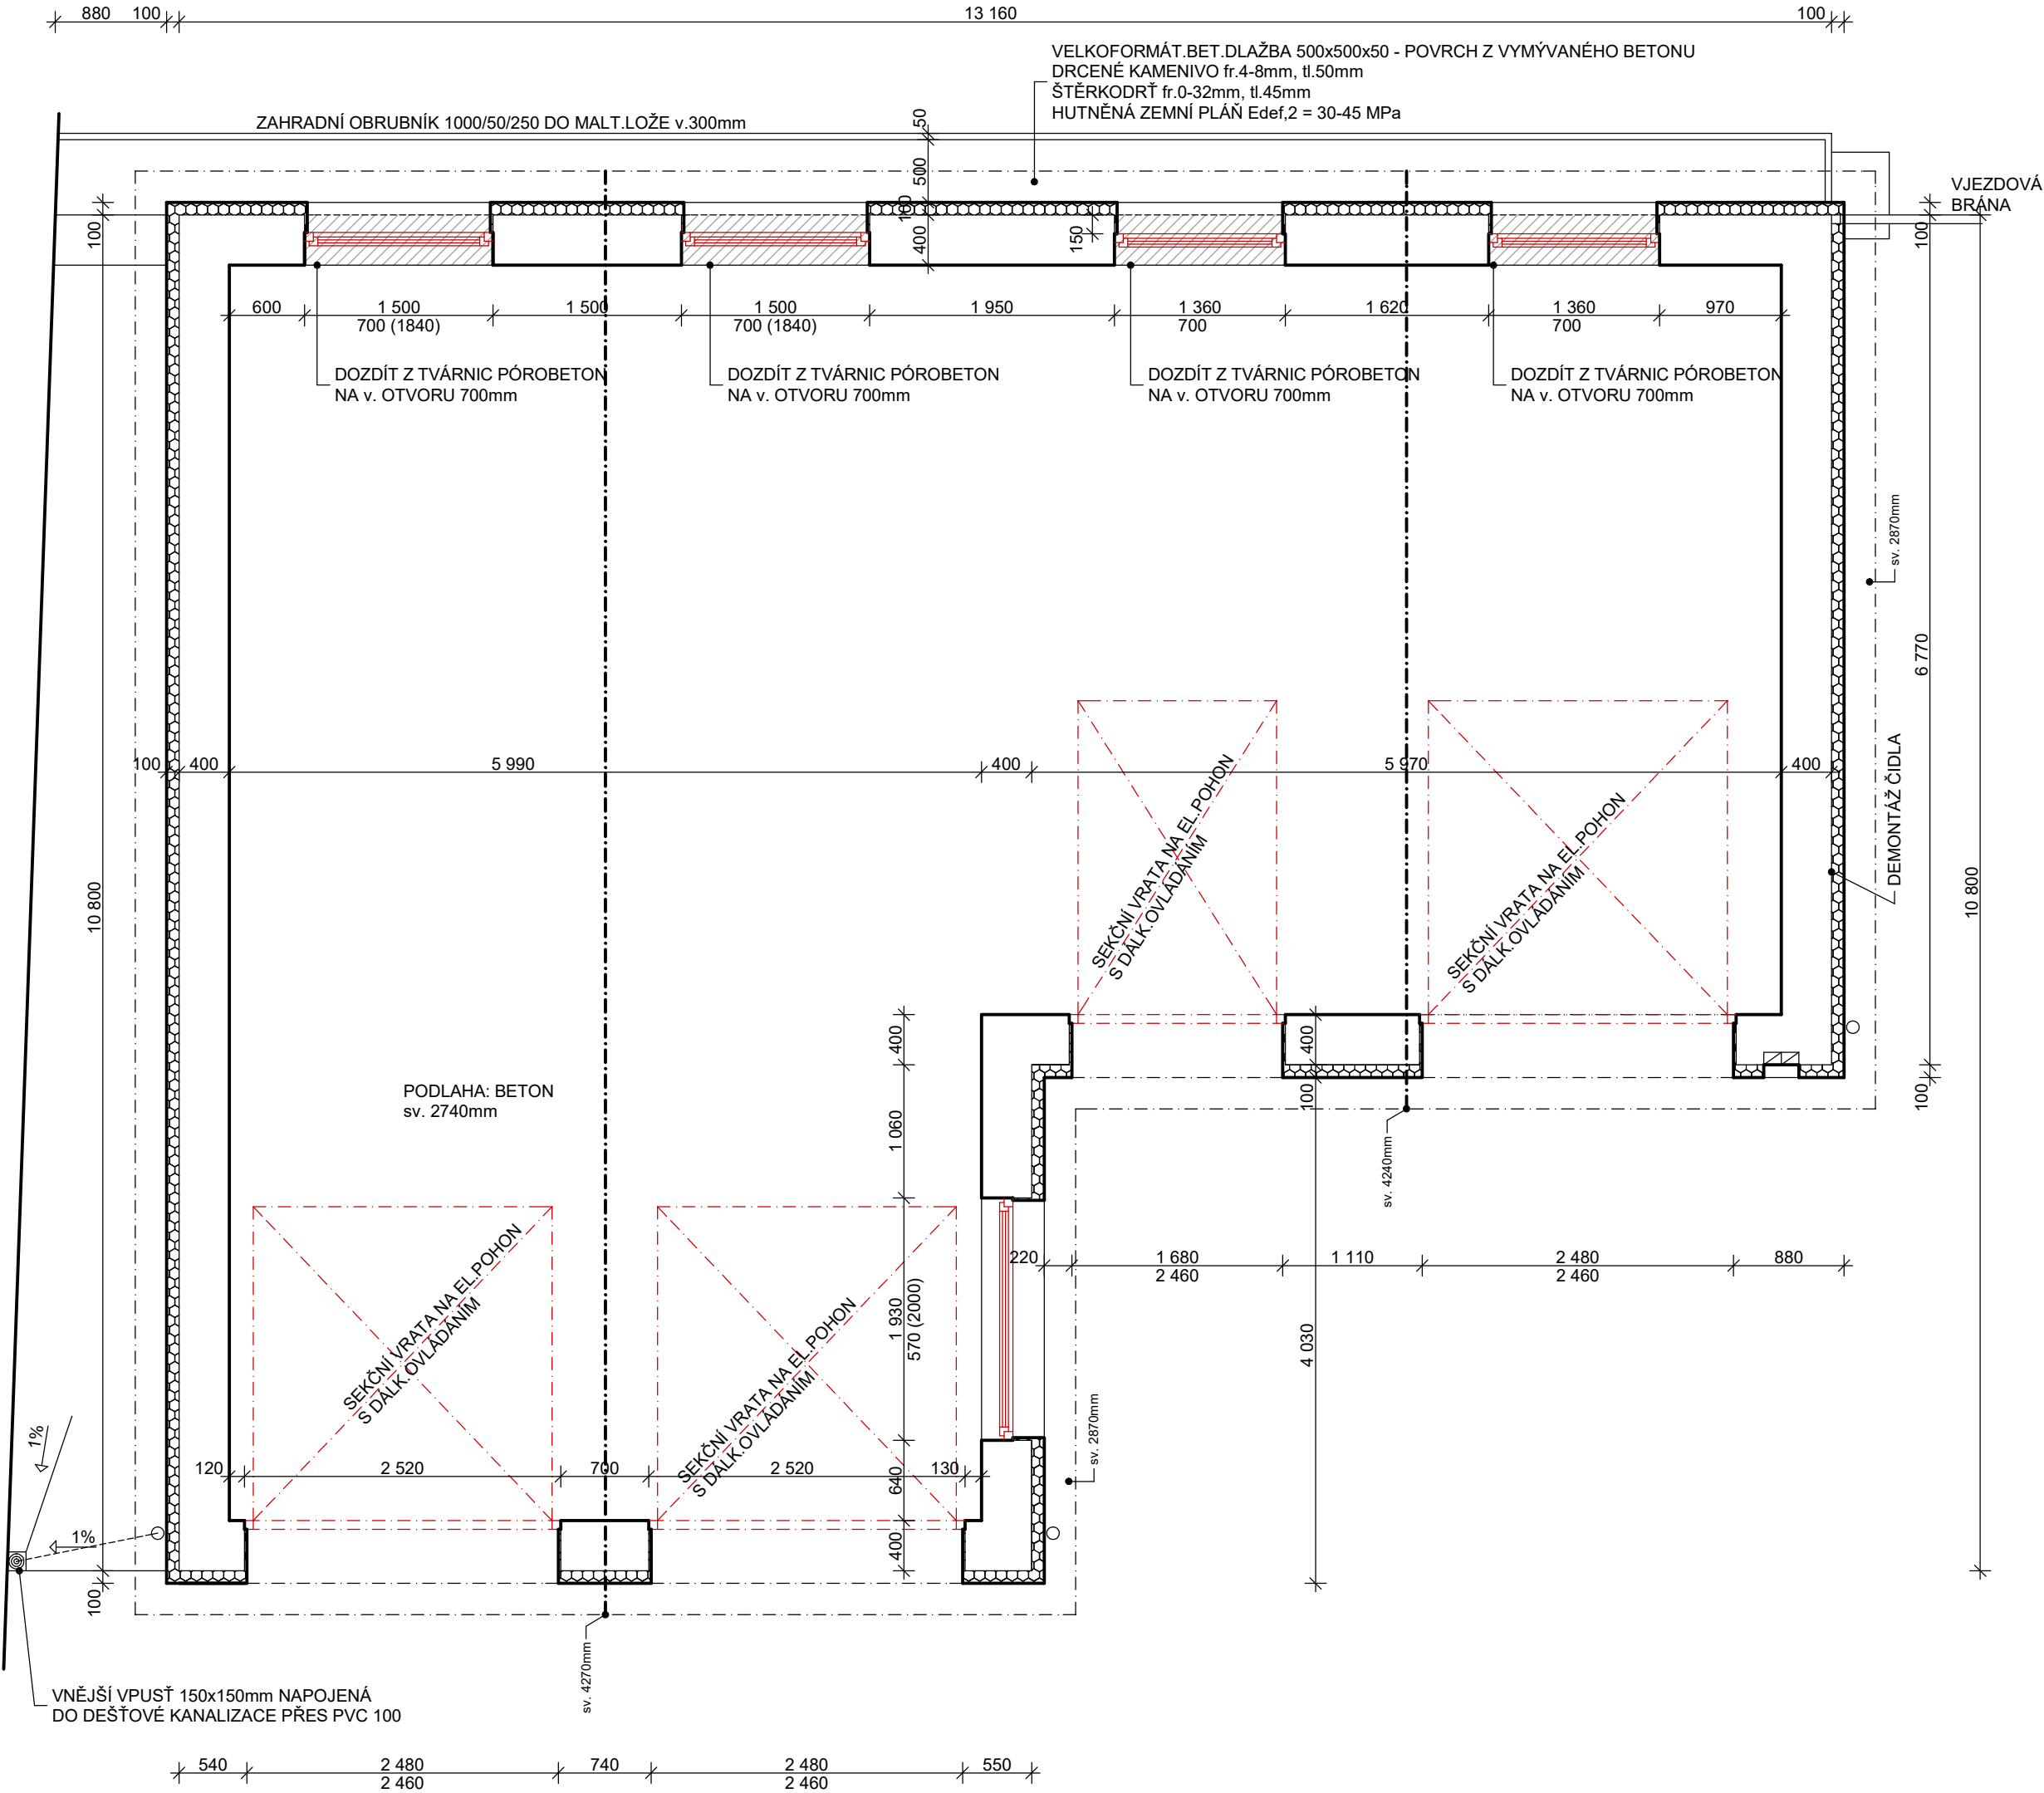 880
100
13 160
100
VELKOFORMÁT.BET.DLAŽBA 500x500x50 - POVRCH Z VYMÝVANÉHO BETONU
DRCENÉ KAMENIVO fr.4-8mm, tl.50mm
ŠTĚRKODRŤ fr.0-32mm, tl.45mm
HUTNĚNÁ ZEMNÍ PLÁŇ Edef,2 = 30-45 MPa
ZAHRADNÍ OBRUBNÍK 1000/50/250 DO MALT.LOŽE v.300mm
50
500
100
400
150
VJEZDOVÁ
BRÁNA
100
100
600
1 500
700 (1840)
1 500
1 500
700 (1840)
1 950
1 360
700
1 620
1 360
700
970
DOZDÍT Z TVÁRNIC PÓROBETON
NA v. OTVORU 700mm
DOZDÍT Z TVÁRNIC PÓROBETON
NA v. OTVORU 700mm
DOZDÍT Z TVÁRNIC PÓROBETON
NA v. OTVORU 700mm
DOZDÍT Z TVÁRNIC PÓROBETON
NA v. OTVORU 700mm
sv. 2870mm
6 770
100
400
5 990
400
5 970
400
DEMONTÁŽ ČIDLA
SEKČNÍ VRATA NA EL.POHON
S DÁLK.OVLÁDÁNÍM
SEKČNÍ VRATA NA EL.POHON
S DÁLK.OVLÁDÁNÍM
10 800
10 800
400
400
100
100
1 060
PODLAHA: BETON
sv. 2740mm
sv. 4240mm
220
1 680
2 460
1 110
2 480
2 460
880
1 930
570 (2000)
4 030
SEKČNÍ VRATA NA EL.POHON
S DÁLK.OVLÁDÁNÍM
SEKČNÍ VRATA NA EL.POHON
S DÁLK.OVLÁDÁNÍM
sv. 2870mm
1%
120
2 520
700
2 520
130
640
1%
400
100
sv. 4270mm
VNĚJŠÍ VPUSŤ 150x150mm NAPOJENÁ
DO DEŠŤOVÉ KANALIZACE PŘES PVC 100
540
2 480
2 460
740
2 480
2 460
550